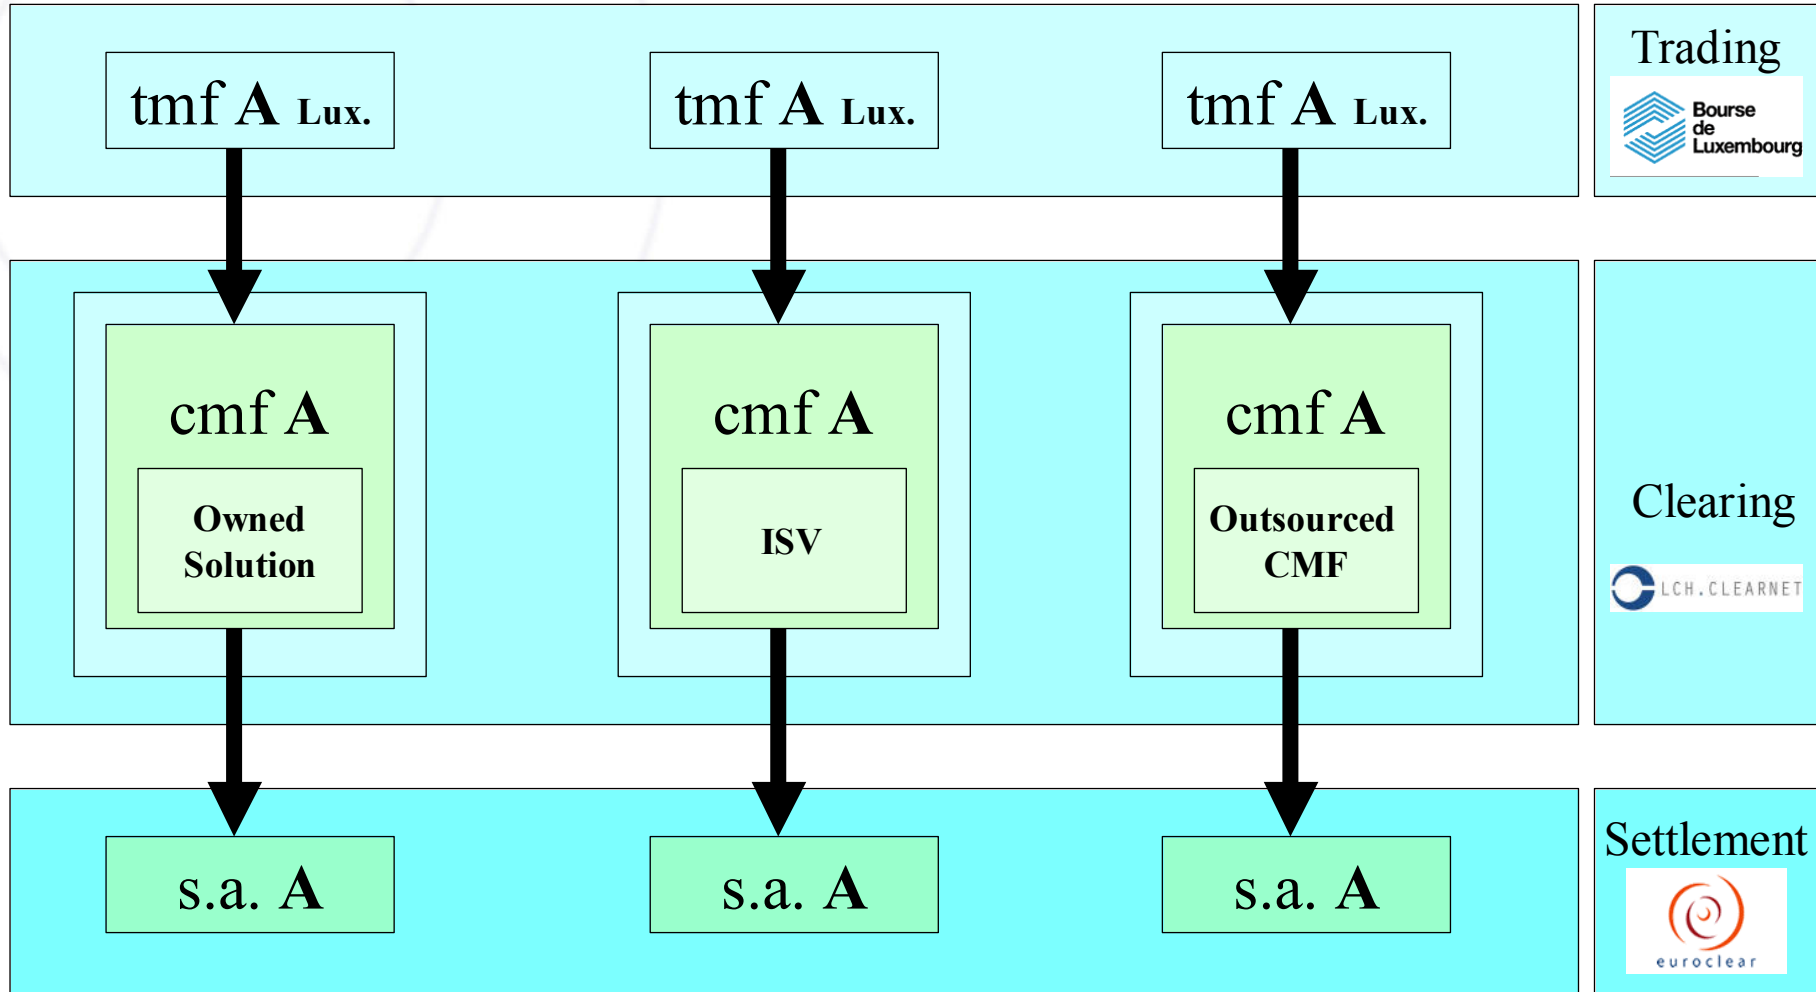 tmf A Lux.
tmf A Lux.
tmf A Lux.
Trading
Bourse
de
Luxembourg
cmf A
Owned
Solution
cmf A
ISV
cmf A
Outsourced
CMF
Clearing
LCH.CLEARNET
s.a. A
s.a. A
s.a. A
Settlement
euroclear